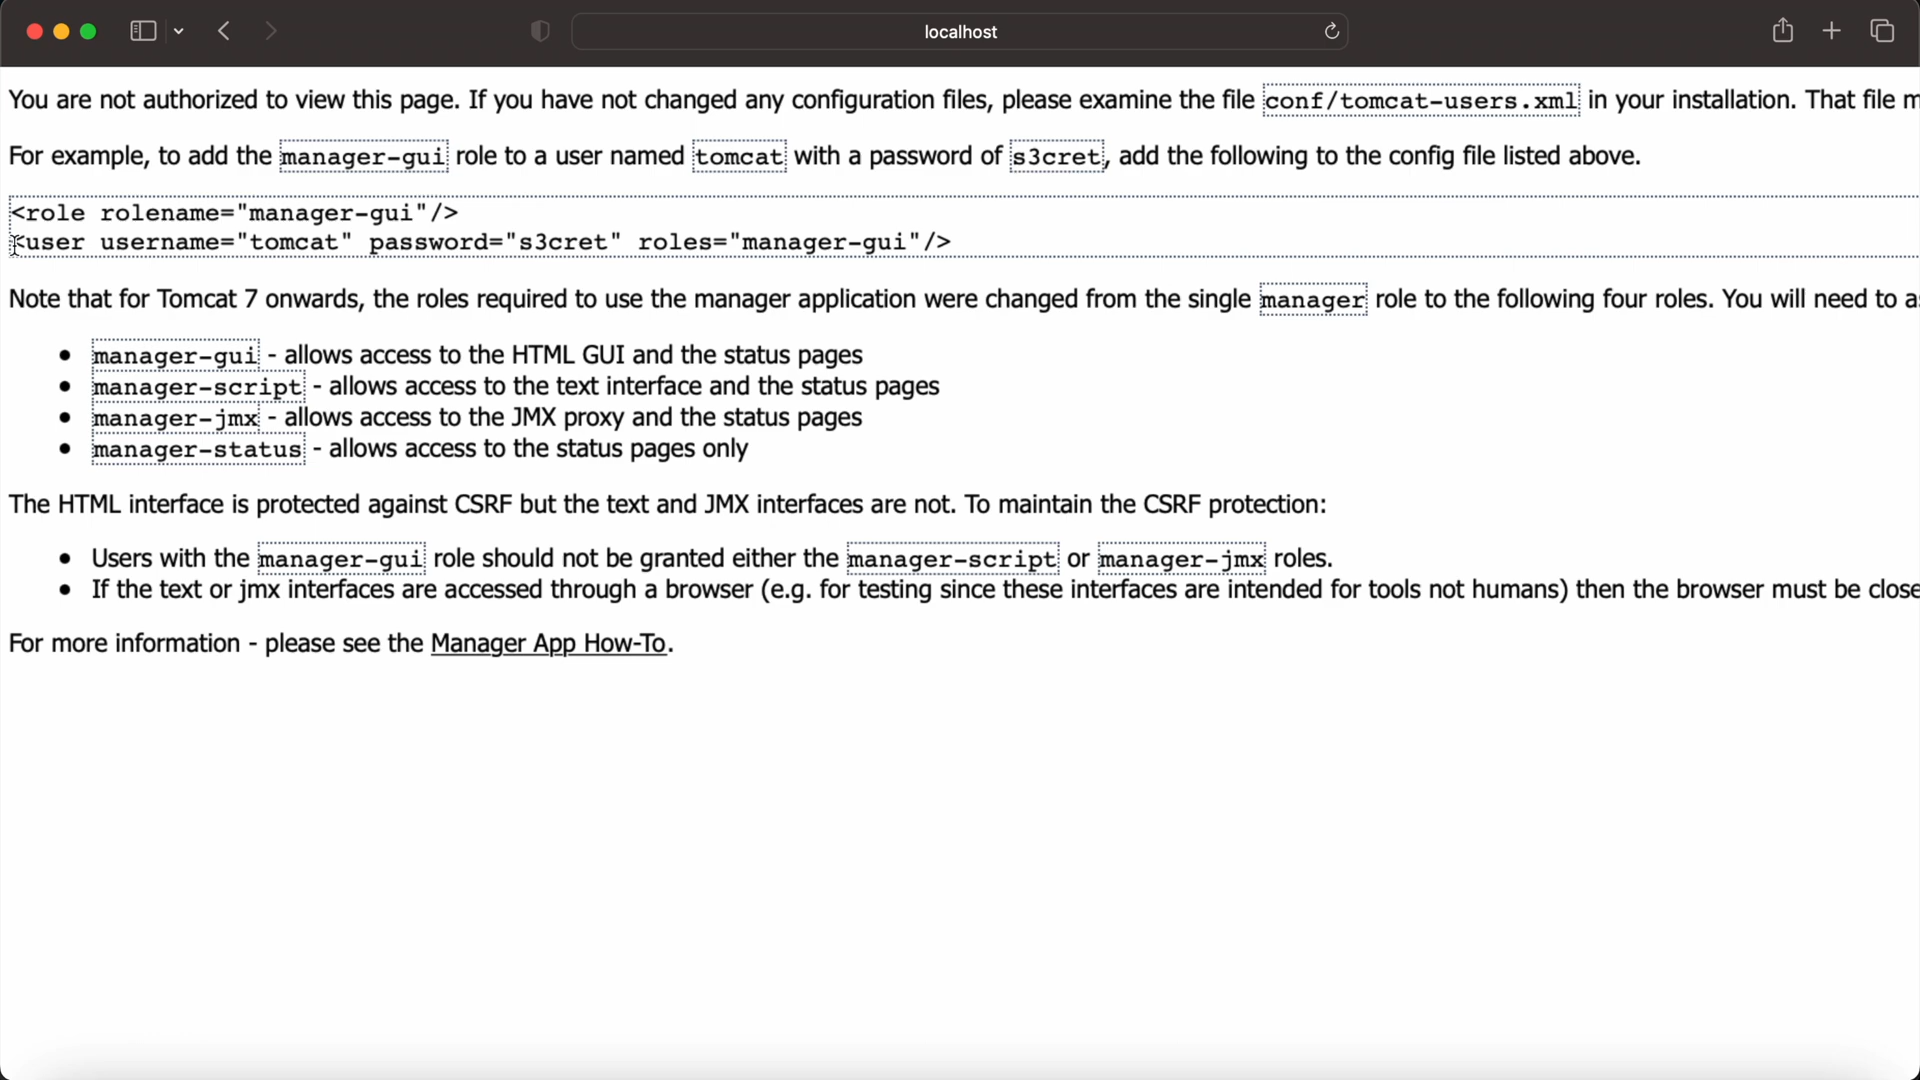 localhost
You are not authorized to view this page. If you have not changed any configuration files, please examine the file conf/tomcat-users.xml in your installation. That file m
For example, to add the manager-gui role to a user named tomcat with a password of s3cret, add the following to the config file listed above.
<role rolename="manager-gui"/>
<user username="tomcat" password="s3cret" roles="manager-gui"/>
Note that for Tomcat 7 onwards, the roles required to use the manager application were changed from the single manager role to the following four roles. You will need to a
• manager-gui - allows access to the HTML GUI and the status pages
• manager-script - allows access to the text interface and the status pages
• manager-jmx - allows access to the JMX proxy and the status pages
• manager-status - allows access to the status pages only
The HTML interface is protected against CSRF but the text and JMX interfaces are not. To maintain the CSRF protection:
• Users with the manager-gui role should not be granted either the manager-script or manager-jmx roles.
• If the text or jmx interfaces are accessed through a browser (e.g. for testing since these interfaces are intended for tools not humans) then the browser must be close
For more information - please see the Manager App How-To.